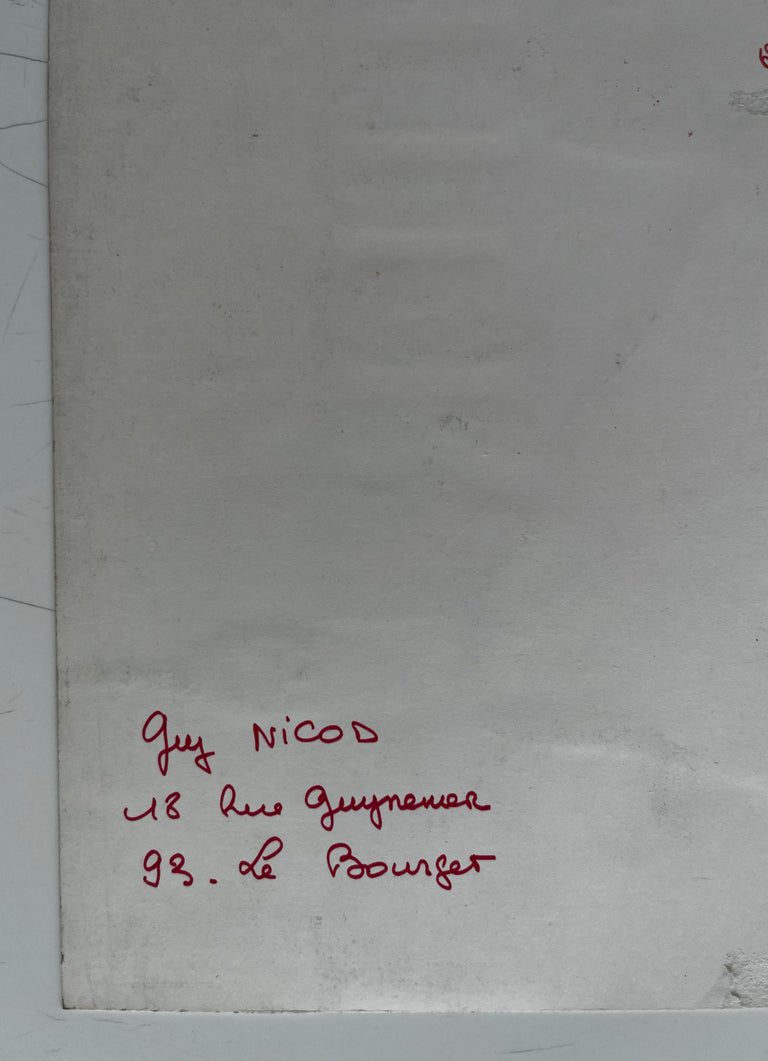 Guy NICOD
18 Rue Guynemer
93. Le Bourget